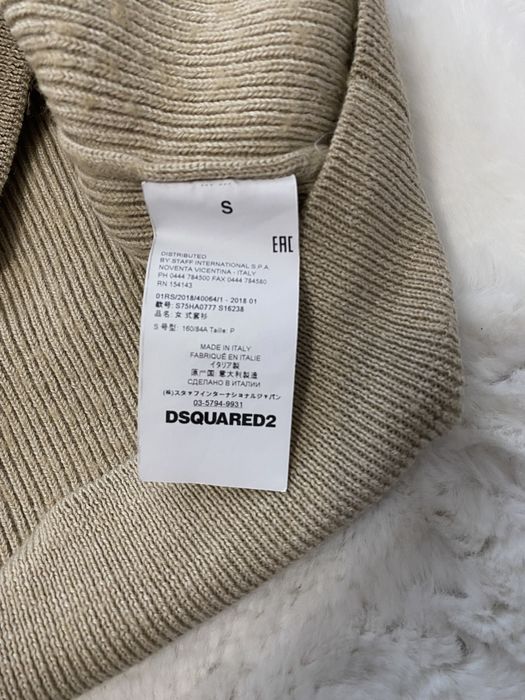 S
EAC
DISTRIBUTED
BY STAFF INTERNATIONAL S.P.A.
NOVENTA VICENTINA - ITALY
PH 0444 784500 FAX 0444 784580
RN 154143
01RS/2018/40064/1 - 2018 01
款号: S75HA0777 S16238
品名: 女 式套衫
S 号型: 160/84A Taille: P
MADE IN ITALY
FABRIQUÉ EN ITALIE
イタリア製
原产国: 意大利製造
СДЕЛАНО В ИТАЛИИ
(株)スタッフインターナショナルジャパン
03-5794-9931
DSQUARED2